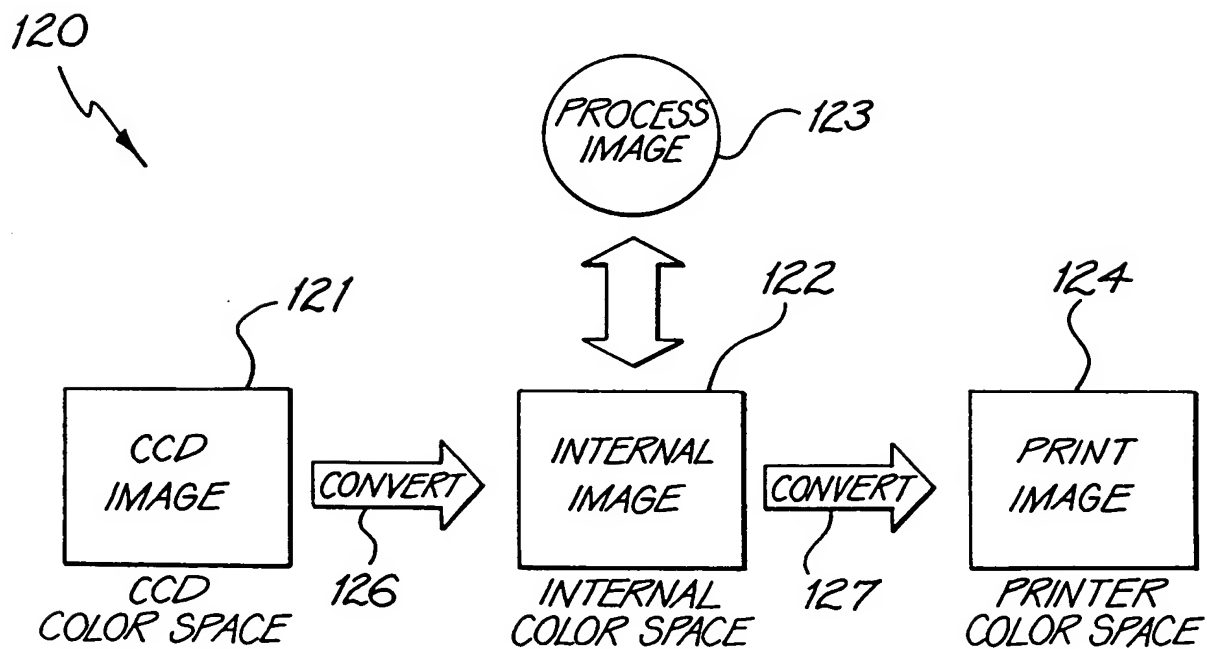 120
PROCESS
IMAGE
123
121
122
124
CCD
IMAGE
CONVERT
INTERNAL
IMAGE
CONVERT
PRINT
IMAGE
126
127
CCD
COLOR SPACE
INTERNAL
COLOR SPACE
PRINTER
COLOR SPACE